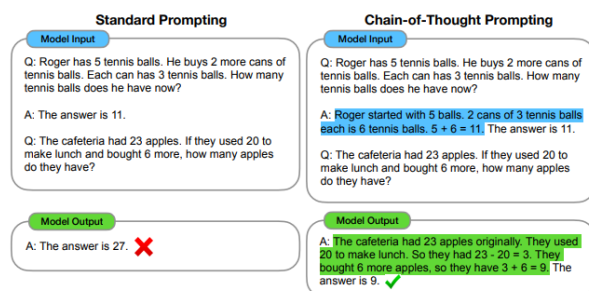 Standard Prompting
Model Input
Q: Roger has 5 tennis balls. He buys 2 more cans of
tennis balls. Each can has 3 tennis balls. How many
tennis balls does he have now?
A: The answer is 11.
Q: The cafeteria had 23 apples. If they used 20 to
make lunch and bought 6 more, how many apples
do they have?
Model Output
A: The answer is 27.
Chain-of-Thought Prompting
Model Input
Q: Roger has 5 tennis balls. He buys 2 more cans of
tennis balls. Each can has 3 tennis balls. How many
tennis balls does he have now?
A: Roger started with 5 balls. 2 cans of 3 tennis balls
each is 6 tennis balls. 5 + 6 = 11. The answer is 11.
Q: The cafeteria had 23 apples. If they used 20 to
make lunch and bought 6 more, how many apples
do they have?
Model Output
A: The cafeteria had 23 apples originally. They used
20 to make lunch. So they had 23 - 20 = 3. They
bought 6 more apples, so they have 3 + 6 = 9. The
answer is 9.